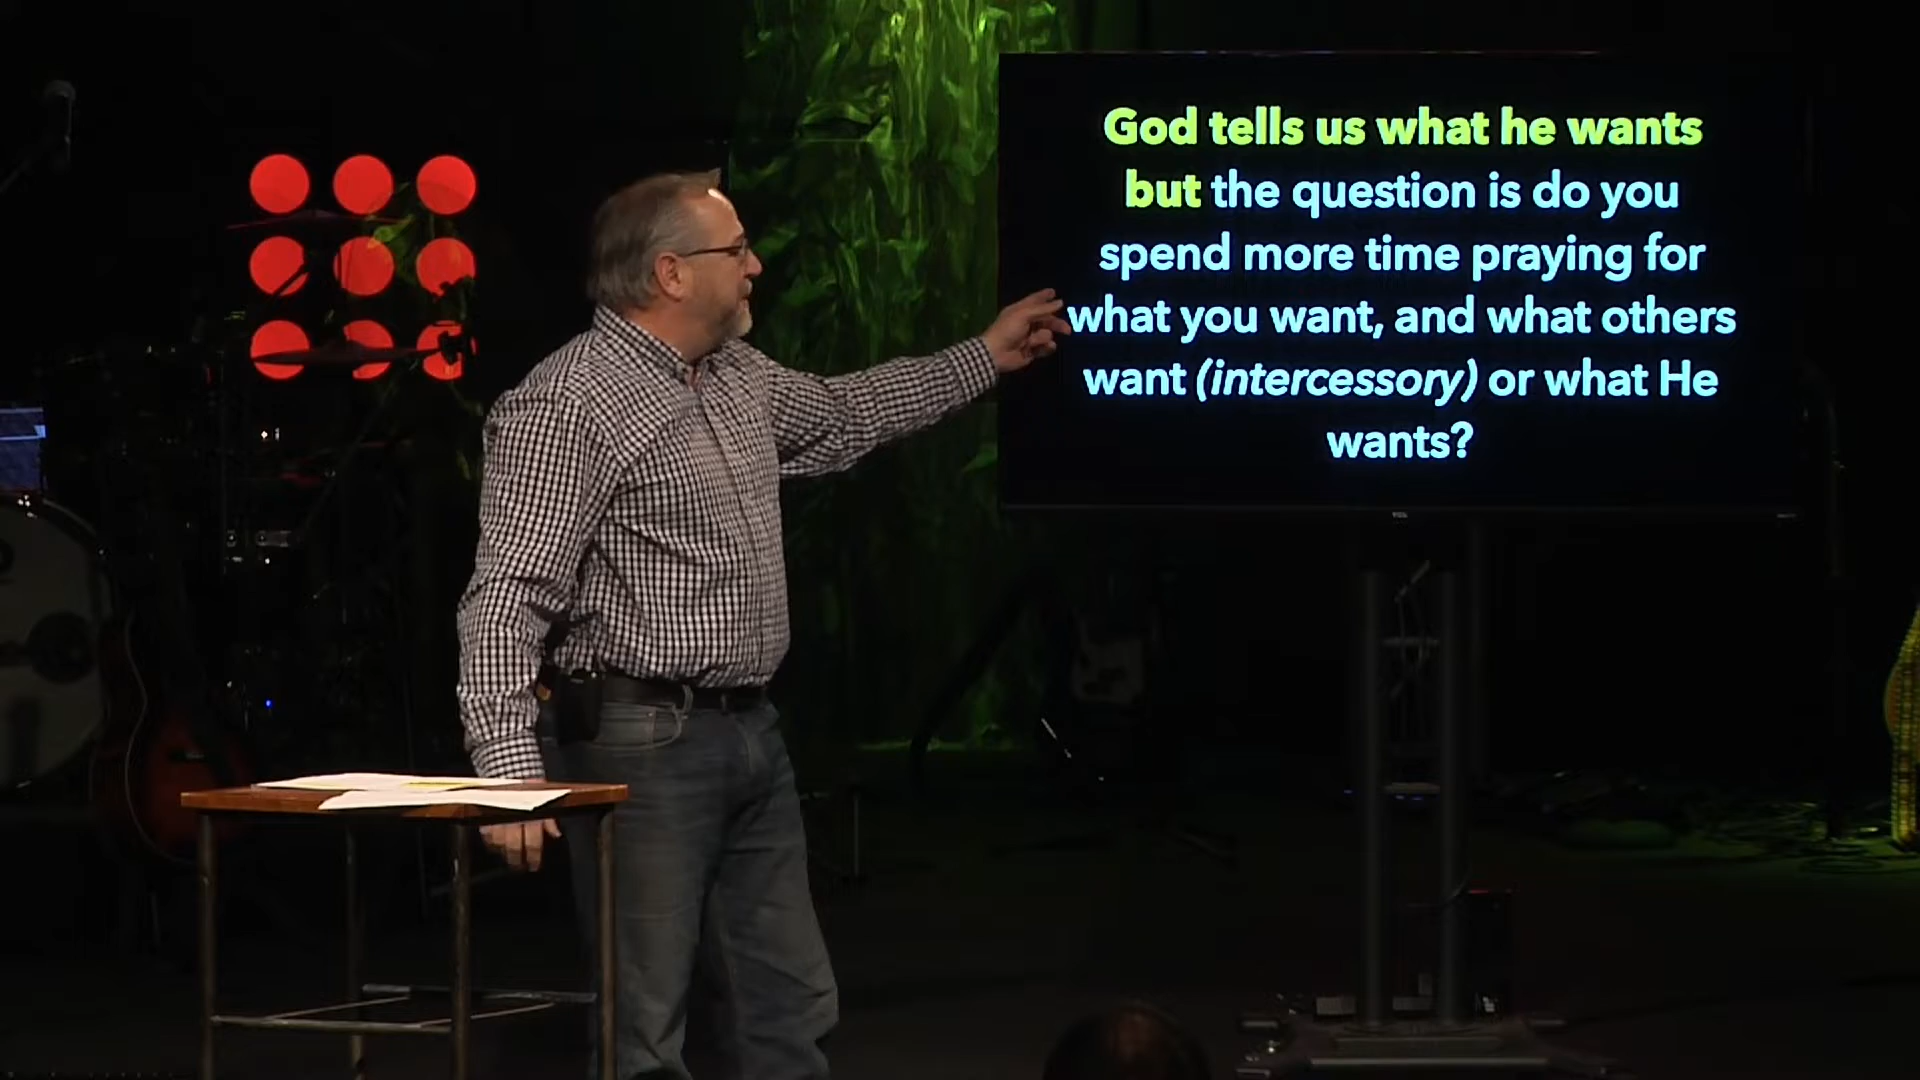 God tells us what he wants
but the question is do you
spend more time praying for
what you want, and what others
want (intercessory) or what He
wants?
TCL